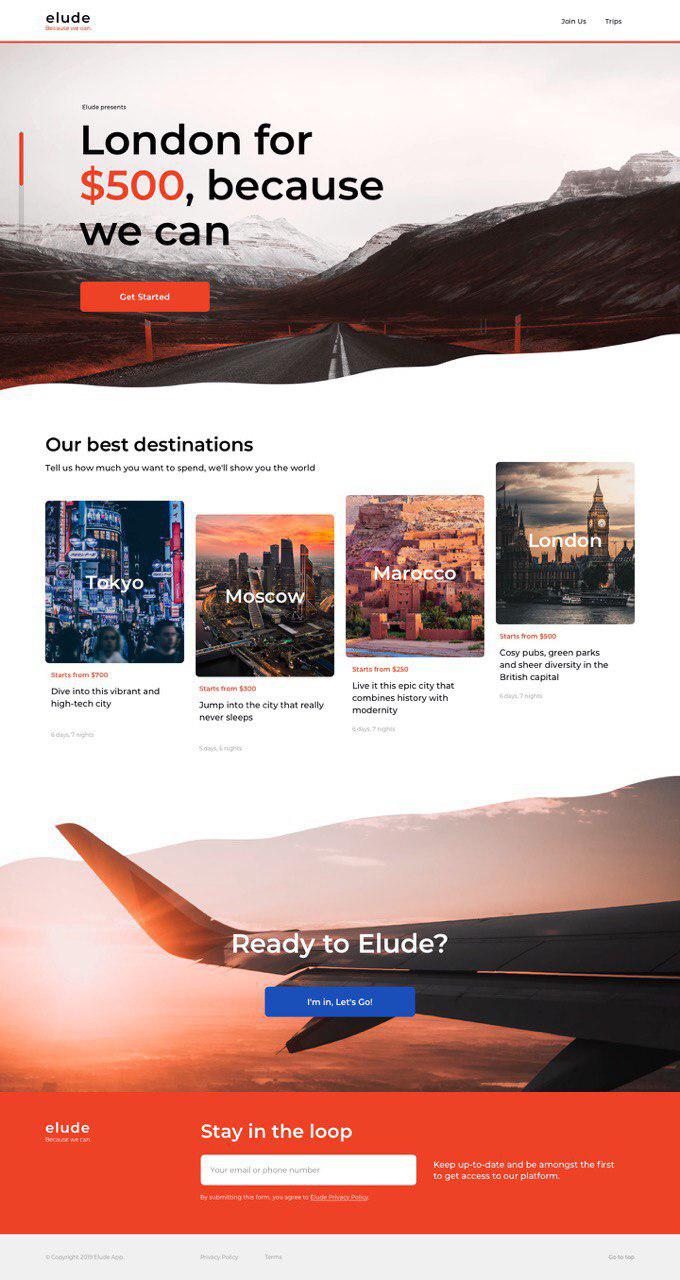 elude
Because we can.
Join Us
Trips
Elude presents
London for
$500, because
we can
Get Started
Our best destinations
Tell us how much you want to spend, we'll show you the world
Tokyo
Starts from $700
Dive into this vibrant and
high-tech city
6 days, 7 nights
Moscow
Starts from $300
Jump into the city that really
never sleeps
5 days, 6 nights
Marocco
Starts from $250
Live it this epic city that
combines history with
modernity
6 days, 7 nights
London
Starts from $500
Cosy pubs, green parks
and sheer diversity in the
British capital
6 days, 7 nights
Ready to Elude?
I'm in, Let's Go!
elude
Because we can.
Stay in the loop
Your email or phone number
Keep up-to-date and be amongst the first
to get access to our platform.
By submitting this form, you agree to Elude Privacy Policy.
© Copyright 2019 Elude App.
Privacy Policy
Terms
Go to top